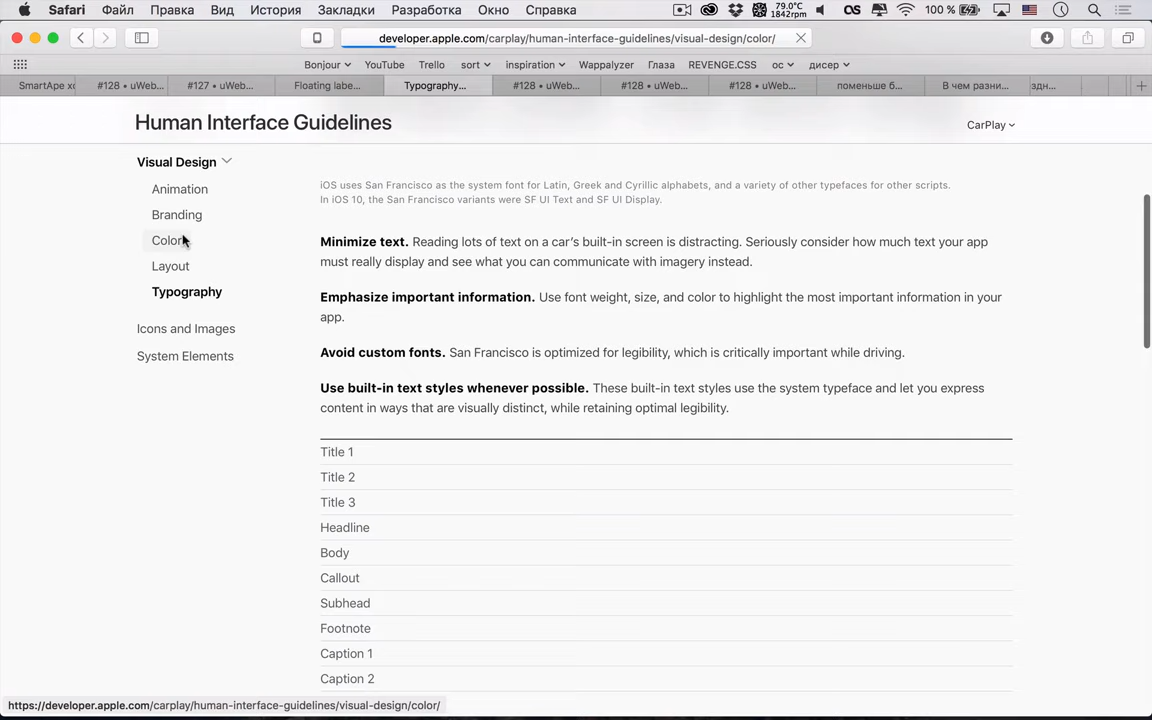 Safari Файл Правка Вид История Закладки Разработка Окно Справка 79.0°C 1842rpm 100 %
developer.apple.com/carplay/human-interface-guidelines/visual-design/color/
Bonjour YouTube Trello sort inspiration Wappalyzer Глаза REVENGE.CSS ос дисер
SmartApe хо #128 • uWeb... #127 • uWeb... Floating labe... Typography... #128 • uWeb... #128 • uWeb... #128 • uWeb... поменьше б... В чем разни...
Human Interface Guidelines
CarPlay
Visual Design
Animation
Branding
Color
Layout
Typography
Icons and Images
System Elements
iOS uses San Francisco as the system font for Latin, Greek and Cyrillic alphabets, and a variety of other typefaces for other scripts.
In iOS 10, the San Francisco variants were SF UI Text and SF UI Display.
Minimize text. Reading lots of text on a car’s built-in screen is distracting. Seriously consider how much text your app
must really display and see what you can communicate with imagery instead.
Emphasize important information. Use font weight, size, and color to highlight the most important information in your
app.
Avoid custom fonts. San Francisco is optimized for legibility, which is critically important while driving.
Use built-in text styles whenever possible. These built-in text styles use the system typeface and let you express
content in ways that are visually distinct, while retaining optimal legibility.
Title 1
Title 2
Title 3
Headline
Body
Callout
Subhead
Footnote
Caption 1
Caption 2
https://developer.apple.com/carplay/human-interface-guidelines/visual-design/color/